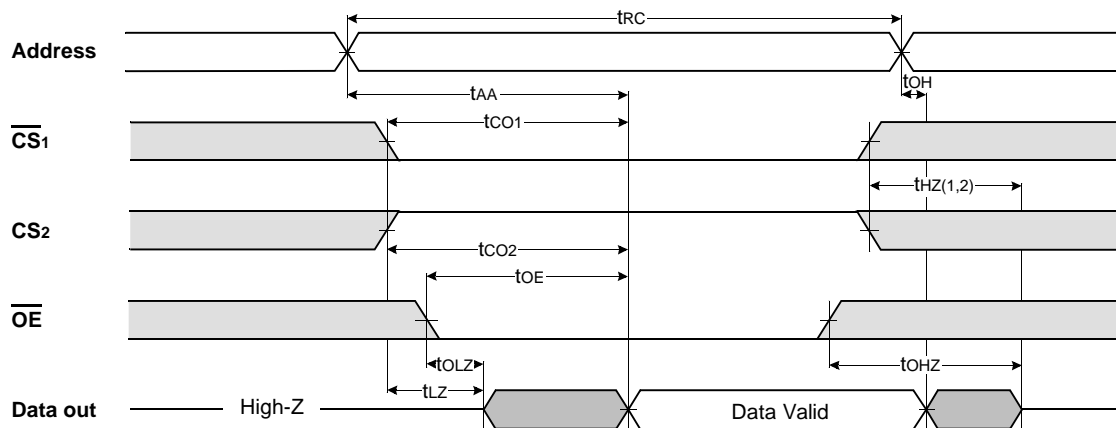 tRC
Address
tOH
tAA
CS1
tCO1
tHZ(1,2)
CS2
tCO2
tOE
OE
tOLZ
tOHZ
tLZ
Data out
High-Z
Data Valid